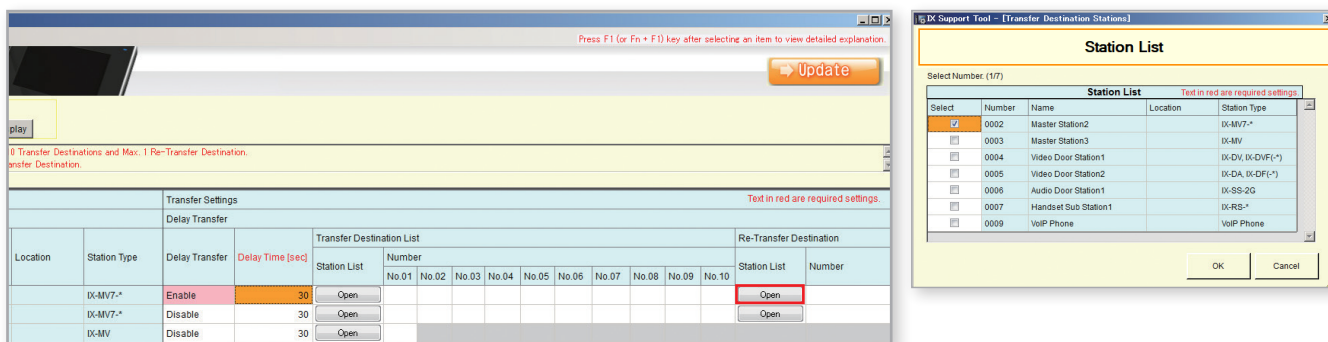 Press F1 (or Fn + F1) key after selecting an item to view detailed explanation.
Update
play
0 Transfer Destinations and Max. 1 Re-Transfer Destination.
ansfer Destination.
Transfer Settings Text in red are required settings.
Delay Transfer
Transfer Destination List Re-Transfer Destination
Location Station Type Delay Transfer Delay Time [sec] Station List Number Station List Number
No.01 No.02 No.03 No.04 No.05 No.06 No.07 No.08 No.09 No.10
IX-MV7-* Enable 30 Open Open
IX-MV7-* Disable 30 Open Open
IX-MV Disable 30 Open
IX Support Tool - [Transfer Destination Stations]
Station List
Select Number. (1/7)
Station List Text in red are required settings.
Select Number Name Location Station Type
0002 Master Station2 IX-MV7-*
0003 Master Station3 IX-MV
0004 Video Door Station1 IX-DV, IX-DVF(-*)
0005 Video Door Station2 IX-DA, IX-DF(-*)
0006 Audio Door Station1 IX-SS-2G
0007 Handset Sub Station1 IX-RS-*
0009 VoIP Phone VoIP Phone
OK Cancel